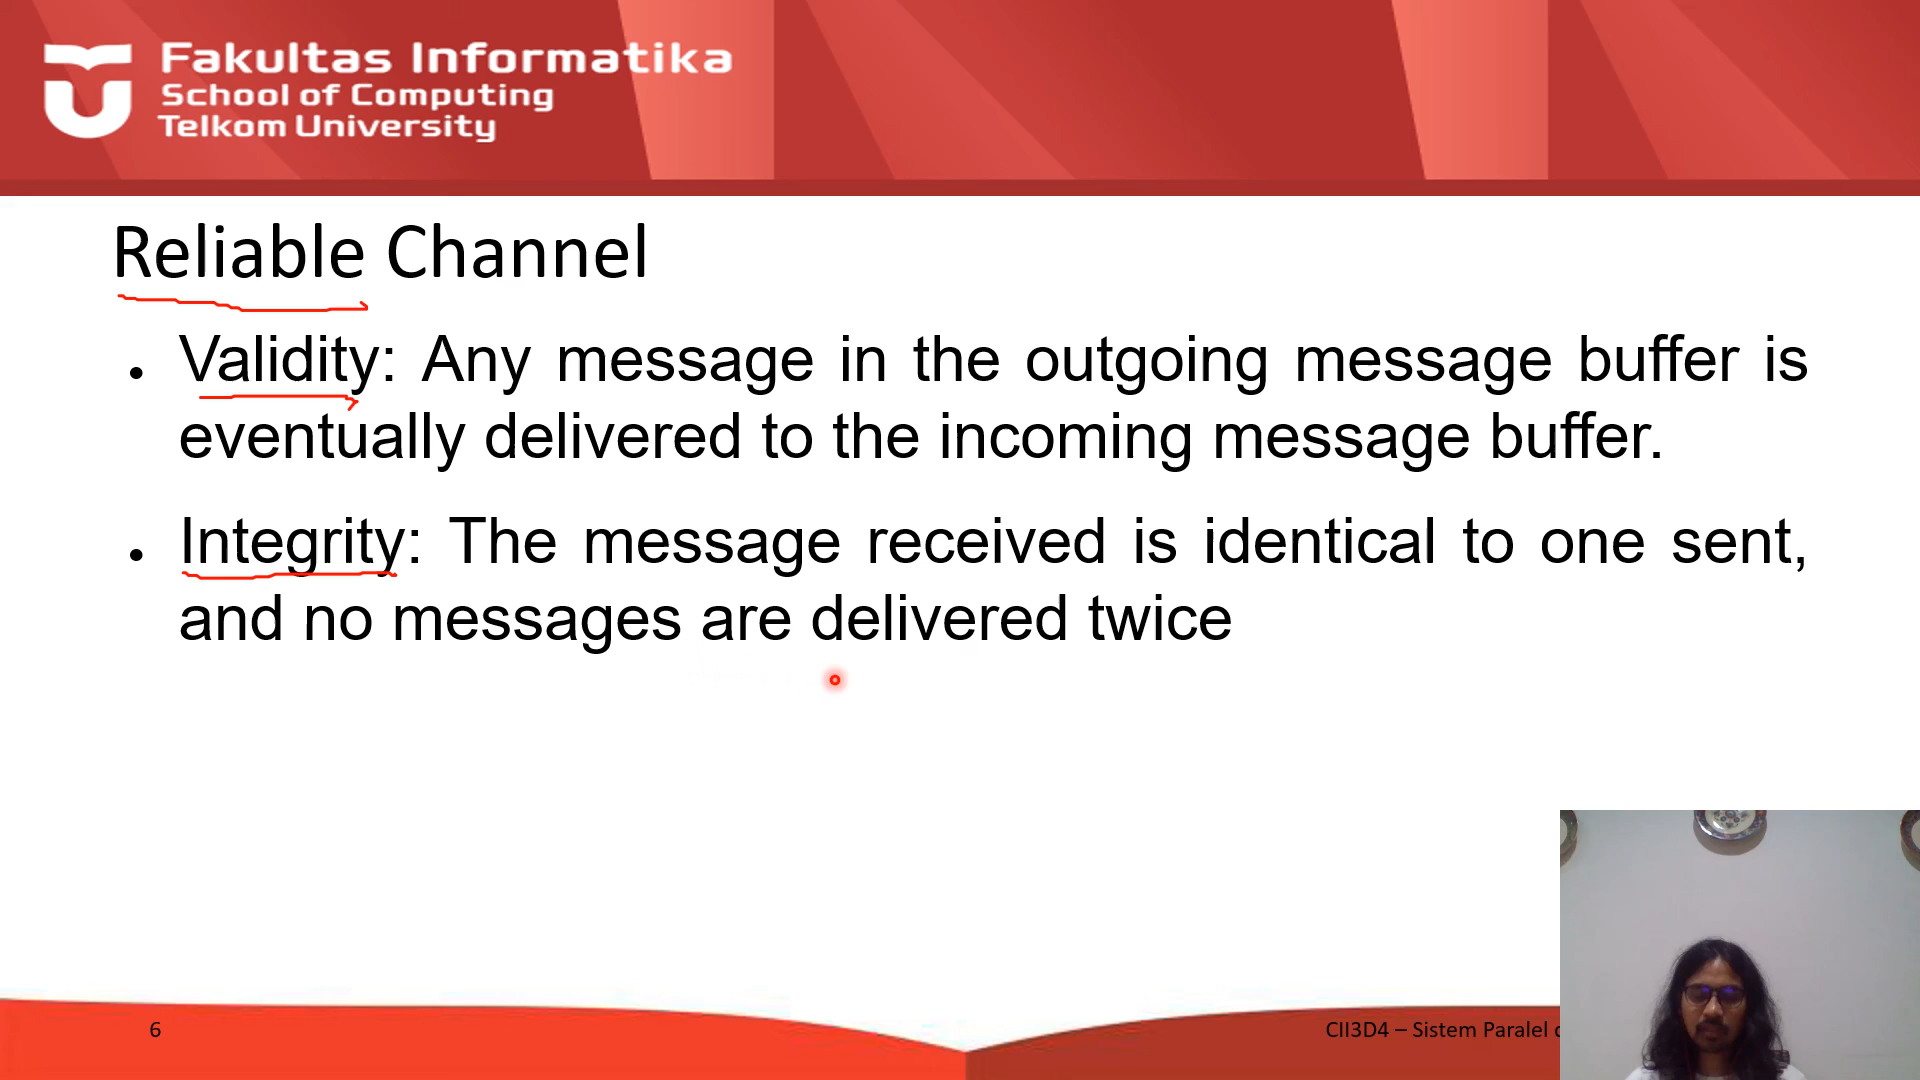 Fakultas Informatika
School of Computing
Telkom University
Reliable Channel
• Validity: Any message in the outgoing message buffer is
eventually delivered to the incoming message buffer.
• Integrity: The message received is identical to one sent,
and no messages are delivered twice
6
CII3D4 – Sistem Paralel